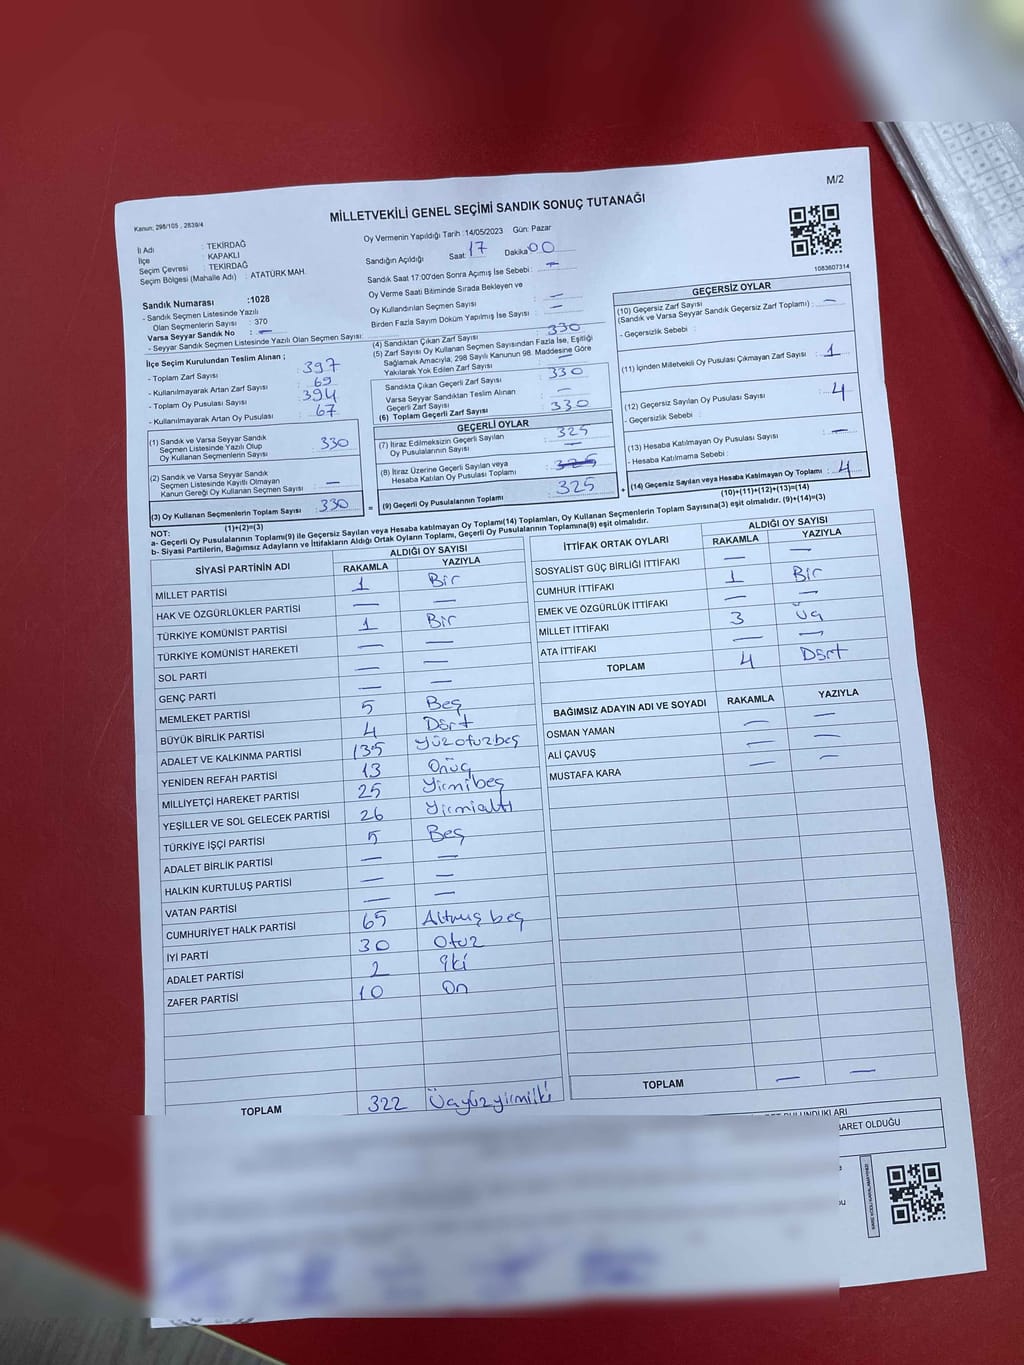 M/2
Kanun; 298/105 , 2839/4
MİLLETVEKİLİ GENEL SEÇİMİ SANDIK SONUÇ TUTANAĞI
İl Adı : TEKİRDAĞ
İlçe : KAPAKLI
Seçim Çevresi : TEKİRDAĞ
Seçim Bölgesi (Mahalle Adı) : ATATÜRK MAH.
Sandık Numarası :1028
- Sandık Seçmen Listesinde Yazılı
Olan Seçmenlerin Sayısı : 370
Varsa Seyyar Sandık No : —
- Seyyar Sandık Seçmen Listesinde Yazılı Olan Seçmen Sayısı:
Oy Vermenin Yapıldığı Tarih :14/05/2023 Gün: Pazar
Sandığın Açıldığı Saat: 17 Dakika: 00
Sandık Saat 17:00'den Sonra Açımış İse Sebebi : —
Oy Verme Saati Bitiminde Sırada Bekleyen ve
Oy Kullandırılan Seçmen Sayısı : —
Birden Fazla Sayım Döküm Yapılmış İse Sayısı : —
1083607314
İlçe Seçim Kurulundan Teslim Alınan ;
- Toplam Zarf Sayısı : 397
- Kullanılmayarak Artan Zarf Sayısı : 69
- Toplam Oy Pusulası Sayısı : 394
- Kullanılmayarak Artan Oy Pusulası : 67
(1) Sandık ve Varsa Seyyar Sandık
Seçmen Listesinde Yazılı Olup
Oy Kullanan Seçmenlerin Sayısı : 330
(2) Sandık ve Varsa Seyyar Sandık
Seçmen Listesinde Kayıtlı Olmayan
Kanun Gereği Oy Kullanan Seçmen Sayısı : —
(3) Oy Kullanan Seçmenlerin Toplam Sayısı : 330
(1)+(2)=(3)
(4) Sandıktan Çıkan Zarf Sayısı : 330
(5) Zarf Sayısı Oy Kullanan Seçmen Sayısından Fazla İse, Eşitliği
Sağlamak Amacıyla; 298 Sayılı Kanunun 98. Maddesine Göre
Yakılarak Yok Edilen Zarf Sayısı : —
Sandıkta Çıkan Geçerli Zarf Sayısı : 330
Varsa Seyyar Sandıktan Teslim Alınan
Geçerli Zarf Sayısı : —
(6) Toplam Geçerli Zarf Sayısı : 330
GEÇERLİ OYLAR
(7) İtiraz Edilmeksizin Geçerli Sayılan
Oy Pusulalarının Sayısı : 325
(8) İtiraz Üzerine Geçerli Sayılan veya
Hesaba Katılan Oy Pusulası Toplamı : — 325
(9) Geçerli Oy Pusulalarının Toplamı : 325
GEÇERSİZ OYLAR
(10) Geçersiz Zarf Sayısı
(Sandık ve Varsa Seyyar Sandık Geçersiz Zarf Toplamı) : —
- Geçersizlik Sebebi :
(11) İçinden Milletvekili Oy Pusulası Çıkmayan Zarf Sayısı : 1
(12) Geçersiz Sayılan Oy Pusulası Sayısı : 4
- Geçersizlik Sebebi :
(13) Hesaba Katılmayan Oy Pusulası Sayısı : —
- Hesaba Katılmama Sebebi :
(14) Geçersiz Sayılan veya Hesaba Katılmayan Oy Toplamı : 4
(10)+(11)+(12)+(13)=(14)
NOT:
a- Geçerli Oy Pusulalarının Toplamı(9) ile Geçersiz Sayılan veya Hesaba katılmayan Oy Toplamı(14) Toplamları, Oy Kullanan Seçmenlerin Toplam Sayısına(3) eşit olmalıdır. (9)+(14)=(3)
b- Siyasi Partilerin, Bağımsız Adayların ve İttifakların Aldığı Ortak Oyların Toplamı, Geçerli Oy Pusulalarının Toplamına(9) eşit olmalıdır.
SİYASİ PARTİNİN ADI ALDIĞI OY SAYISI
RAKAMLA YAZIYLA
MİLLET PARTİSİ 1 Bir
HAK VE ÖZGÜRLÜKLER PARTİSİ — —
TÜRKİYE KOMÜNİST PARTİSİ 1 Bir
TÜRKİYE KOMÜNİST HAREKETİ — —
SOL PARTİ — —
GENÇ PARTİ — —
MEMLEKET PARTİSİ 5 Beş
BÜYÜK BİRLİK PARTİSİ 4 Dört
ADALET VE KALKINMA PARTİSİ 135 Yüzotuzbeş
YENİDEN REFAH PARTİSİ 13 Onüç
MİLLİYETÇİ HAREKET PARTİSİ 25 Yirmibeş
YEŞİLLER VE SOL GELECEK PARTİSİ 26 Yirmialtı
TÜRKİYE İŞÇİ PARTİSİ 5 Beş
ADALET BİRLİK PARTİSİ — —
HALKIN KURTULUŞ PARTİSİ — —
VATAN PARTİSİ — —
CUMHURİYET HALK PARTİSİ 65 Altmış beş
İYİ PARTİ 30 Otuz
ADALET PARTİSİ 2 İki
ZAFER PARTİSİ 10 On
TOPLAM 322 Üçyüzyirmiiki
İTTİFAK ORTAK OYLARI ALDIĞI OY SAYISI
RAKAMLA YAZIYLA
SOSYALİST GÜÇ BİRLİĞİ İTTİFAKI — —
CUMHUR İTTİFAKI 1 Bir
EMEK VE ÖZGÜRLÜK İTTİFAKI — —
MİLLET İTTİFAKI 3 Üç
ATA İTTİFAKI — —
TOPLAM 4 Dört
BAĞIMSIZ ADAYIN ADI VE SOYADI RAKAMLA YAZIYLA
OSMAN YAMAN — —
ALİ ÇAVUŞ — —
MUSTAFA KARA — —
TOPLAM — —
BULUNDUKLARI
BARET OLDUĞU